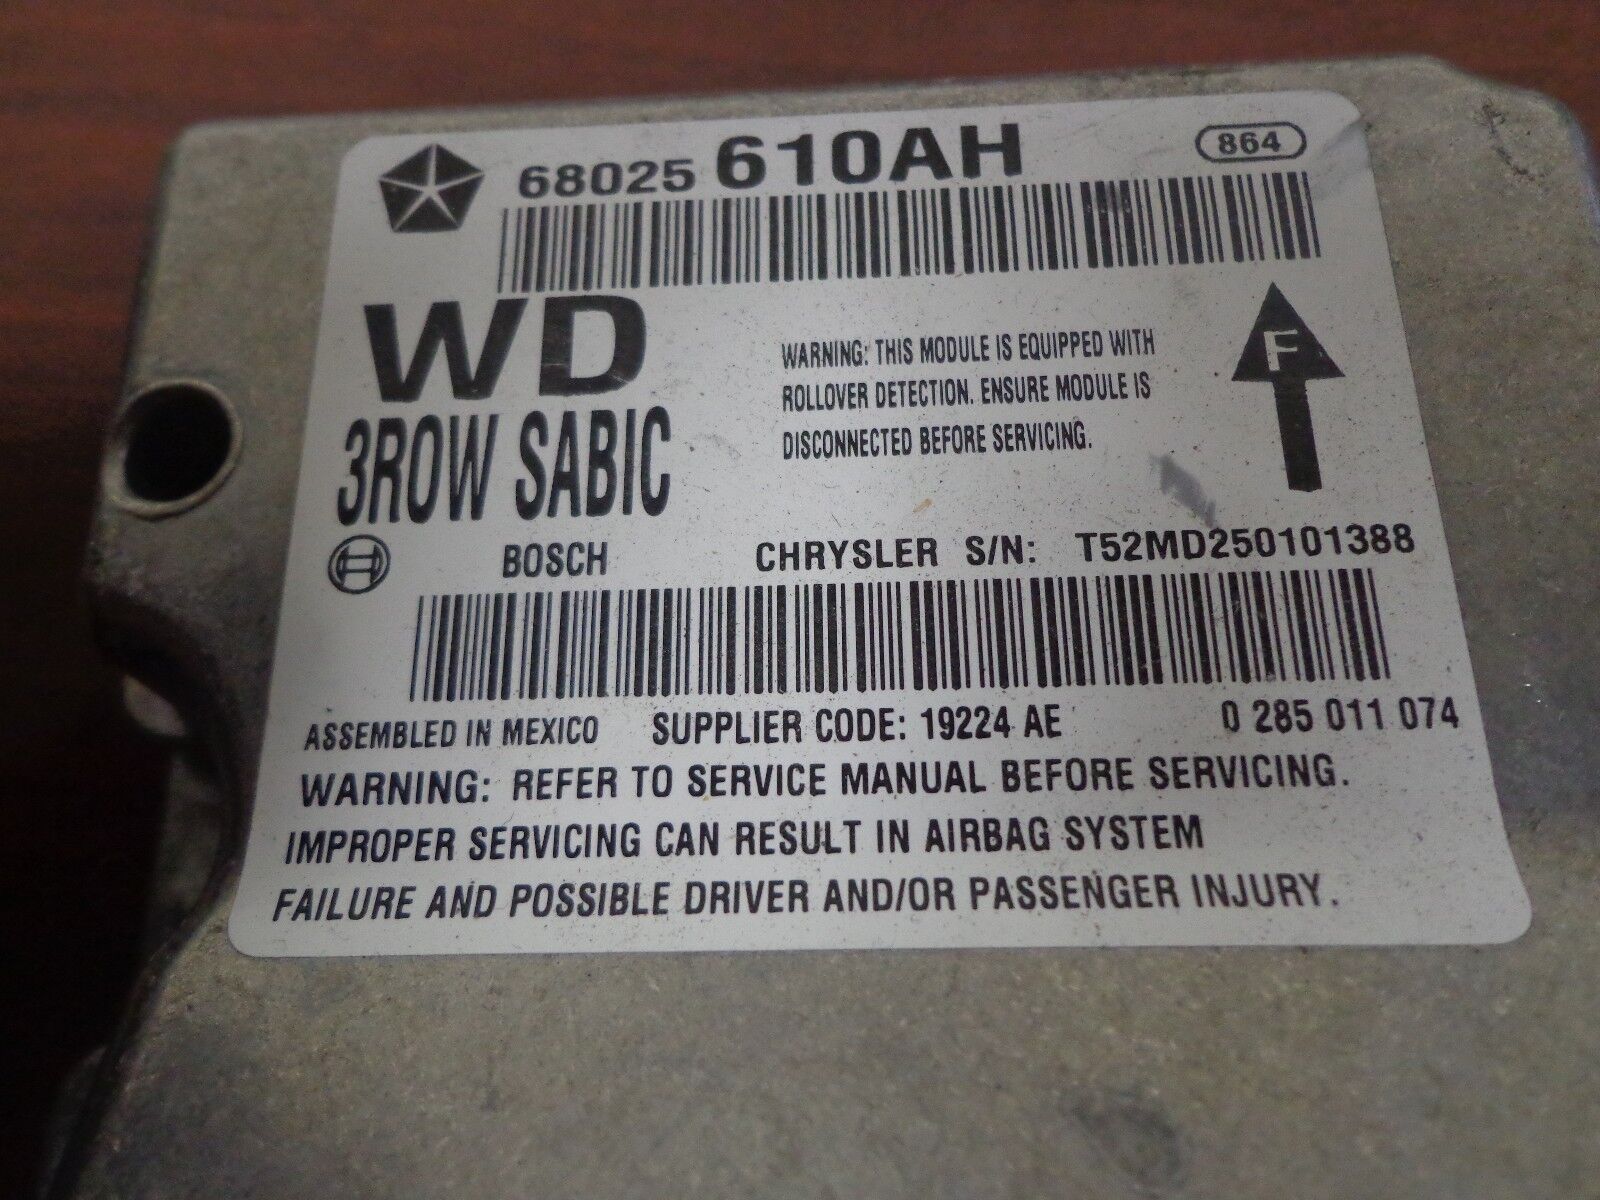 68025 610AH 864
WD
3ROW SABIC
WARNING: THIS MODULE IS EQUIPPED WITH
ROLLOVER DETECTION. ENSURE MODULE IS
DISCONNECTED BEFORE SERVICING.
F
BOSCH CHRYSLER S/N: T52MD250101388
ASSEMBLED IN MEXICO SUPPLIER CODE: 19224 AE 0 285 011 074
WARNING: REFER TO SERVICE MANUAL BEFORE SERVICING.
IMPROPER SERVICING CAN RESULT IN AIRBAG SYSTEM
FAILURE AND POSSIBLE DRIVER AND/OR PASSENGER INJURY.